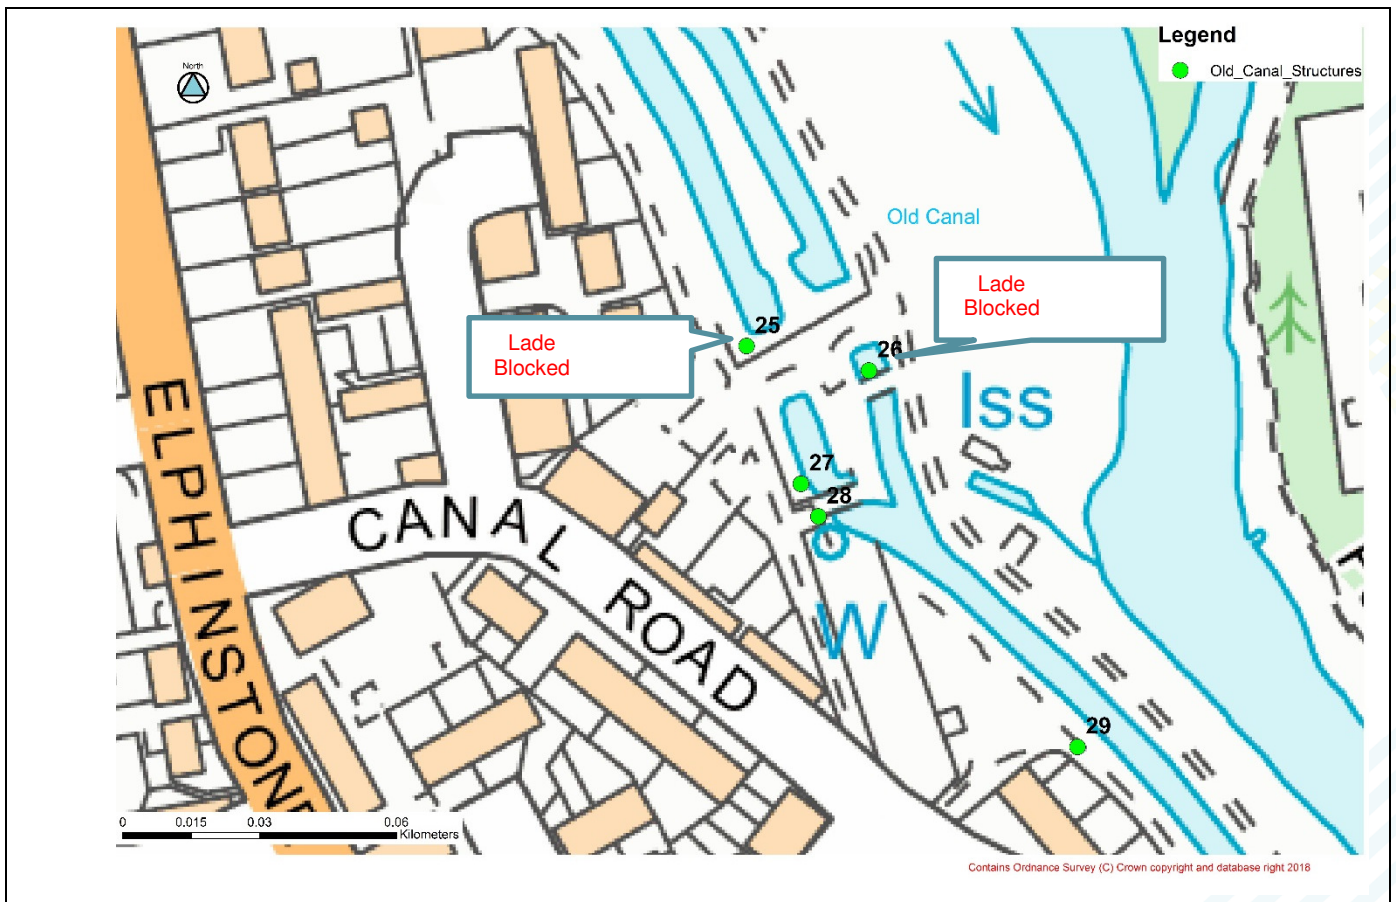 Legend
Old_Canal_Structures
North
Old Canal
Lade
Blocked
25
Lade
Blocked
26
Iss
27
28
O
W
ELPHINSTONE
CANAL ROAD
29
0 0.015 0.03 0.06
Kilometers
Contains Ordnance Survey (C) Crown copyright and database right 2018